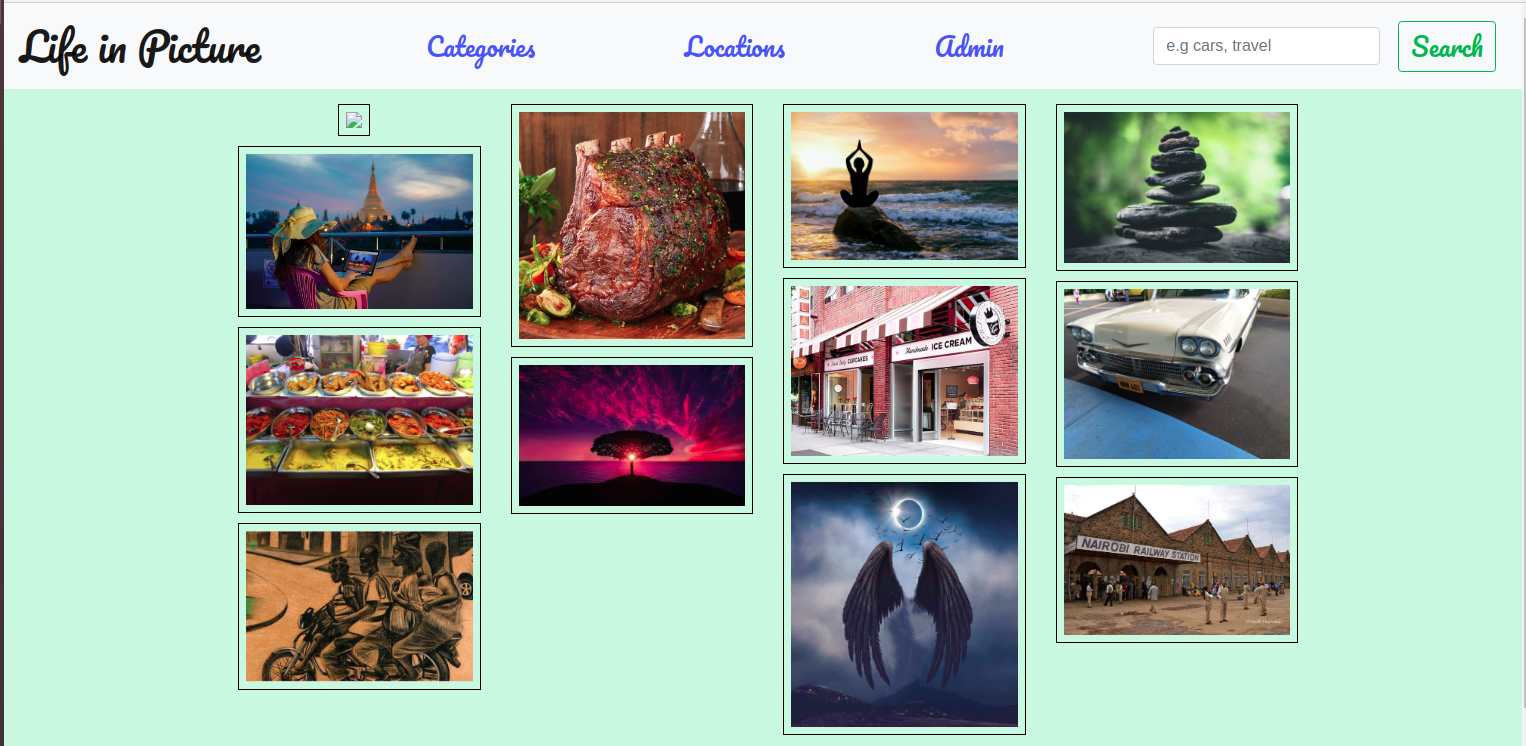 Life in Picture
Categories
Locations
Admin
e.g cars, travel
Search
CUPCAKES
Handmade ICE CREAM
NAIROBI RAILWAY STATION